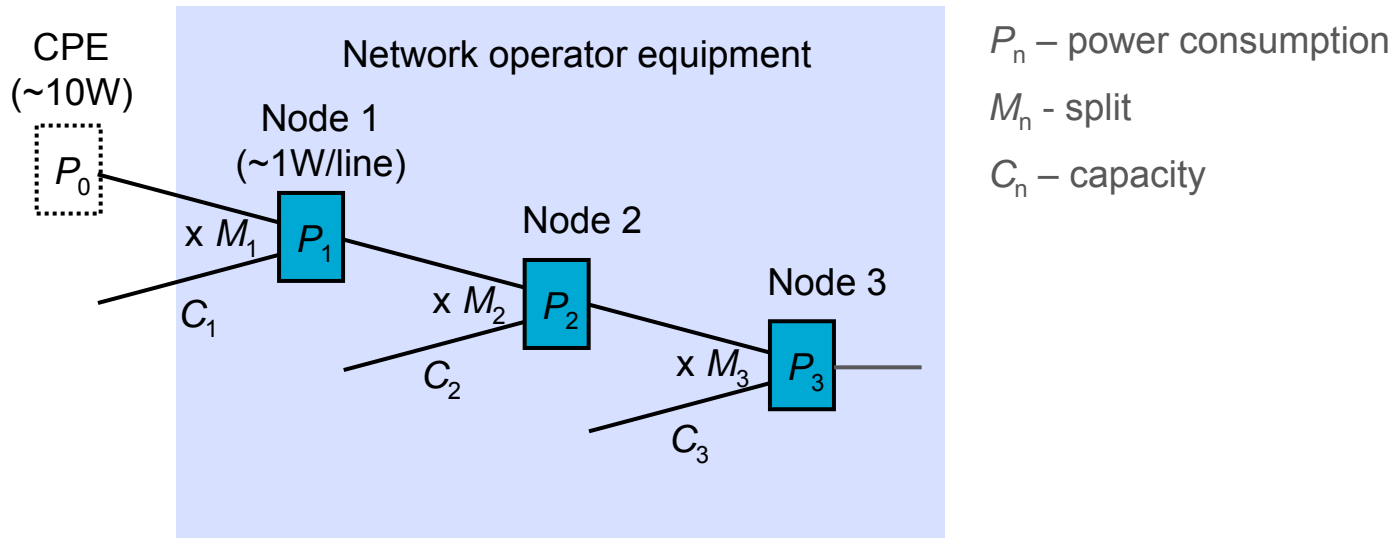 CPE
(~10W)
P0
Network operator equipment
Node 1
(~1W/line)
x M1
P1
C1
Node 2
x M2
P2
C2
Node 3
x M3
P3
C3
Pn – power consumption
Mn - split
Cn – capacity